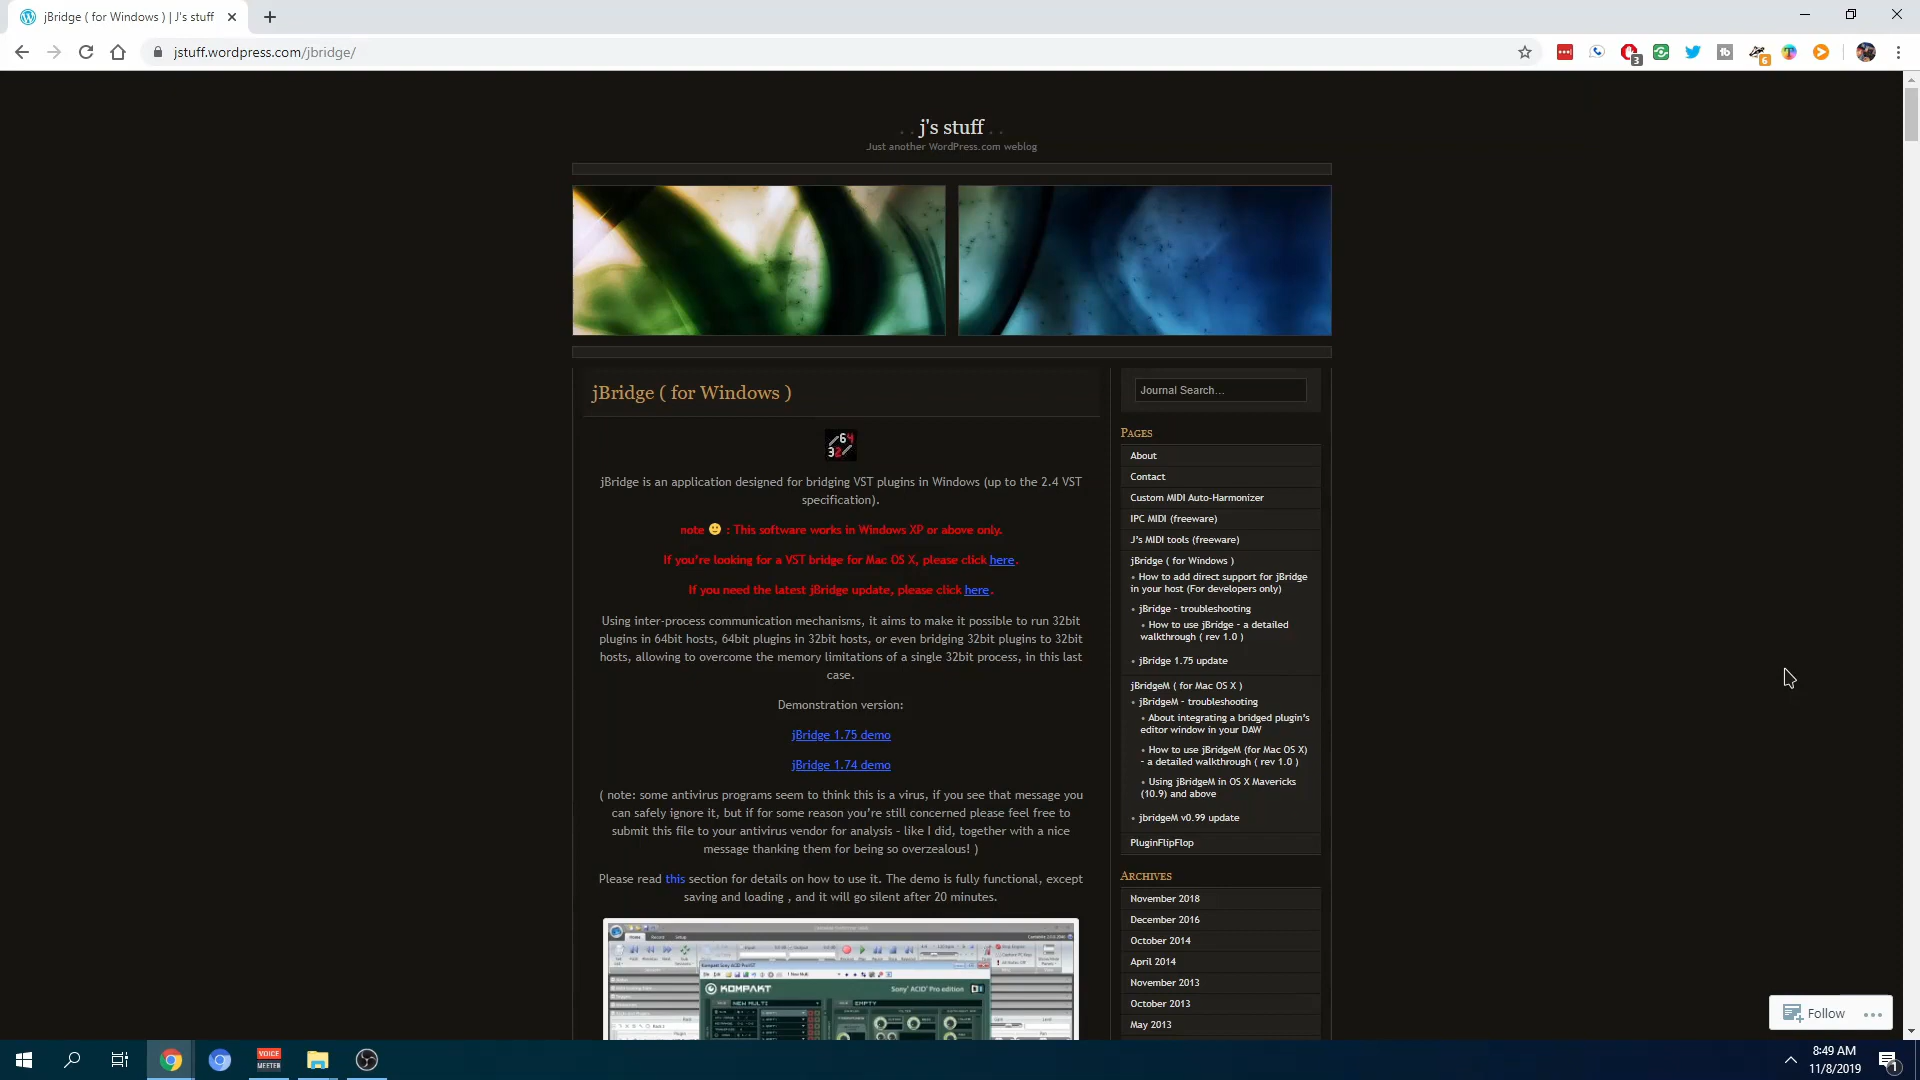 jBridge ( for Windows ) | J's stuff
jstuff.wordpress.com/jbridge/
3
6
. . j's stuff . .
Just another WordPress.com weblog
jBridge ( for Windows )
64
32
jBridge is an application designed for bridging VST plugins in Windows (up to the 2.4 VST
specification).
note 🙂 : This software works in Windows XP or above only.
If you're looking for a VST bridge for Mac OS X, please click here.
If you need the latest jBridge update, please click here.
Using inter-process communication mechanisms, it aims to make it possible to run 32bit
plugins in 64bit hosts, 64bit plugins in 32bit hosts, or even bridging 32bit plugins to 32bit
hosts, allowing to overcome the memory limitations of a single 32bit process, in this last
case.
Demonstration version:
jBridge 1.75 demo
jBridge 1.74 demo
( note: some antivirus programs seem to think this is a virus, if you see that message you
can safely ignore it, but if for some reason you're still concerned please feel free to
submit this file to your antivirus vendor for analysis – like I did, together with a nice
message thanking them for being so overzealous! )
Please read this section for details on how to use it. The demo is fully functional, except
saving and loading , and it will go silent after 20 minutes.
KOMPAKT
Sony ACID Pro edition
NEW MULTI
EMPTY
Journal Search...
Pages
About
Contact
Custom MIDI Auto-Harmonizer
IPC MIDI (freeware)
J's MIDI tools (freeware)
jBridge ( for Windows )
• How to add direct support for jBridge
in your host (For developers only)
• jBridge – troubleshooting
• How to use jBridge – a detailed
walkthrough ( rev 1.0 )
• jBridge 1.75 update
jBridgeM ( for Mac OS X )
• jBridgeM – troubleshooting
• About integrating a bridged plugin's
editor window in your DAW
• How to use jBridgeM (for Mac OS X)
– a detailed walkthrough ( rev 1.0 )
• Using jBridgeM in OS X Mavericks
(10.9) and above
• jbridgeM v0.99 update
PluginFlipFlop
Archives
November 2018
December 2016
October 2014
April 2014
November 2013
October 2013
May 2013
Follow
VOICE
MEETER
8:49 AM
11/8/2019
1